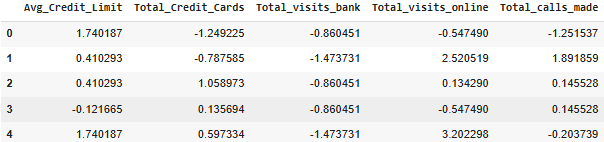 Avg_Credit_Limit Total_Credit_Cards Total_visits_bank Total_visits_online Total_calls_made
0 1.740187 -1.249225 -0.860451 -0.547490 -1.251537
1 0.410293 -0.787585 -1.473731 2.520519 1.891859
2 0.410293 1.058973 -0.860451 0.134290 0.145528
3 -0.121665 0.135694 -0.860451 -0.547490 0.145528
4 1.740187 0.597334 -1.473731 3.202298 -0.203739